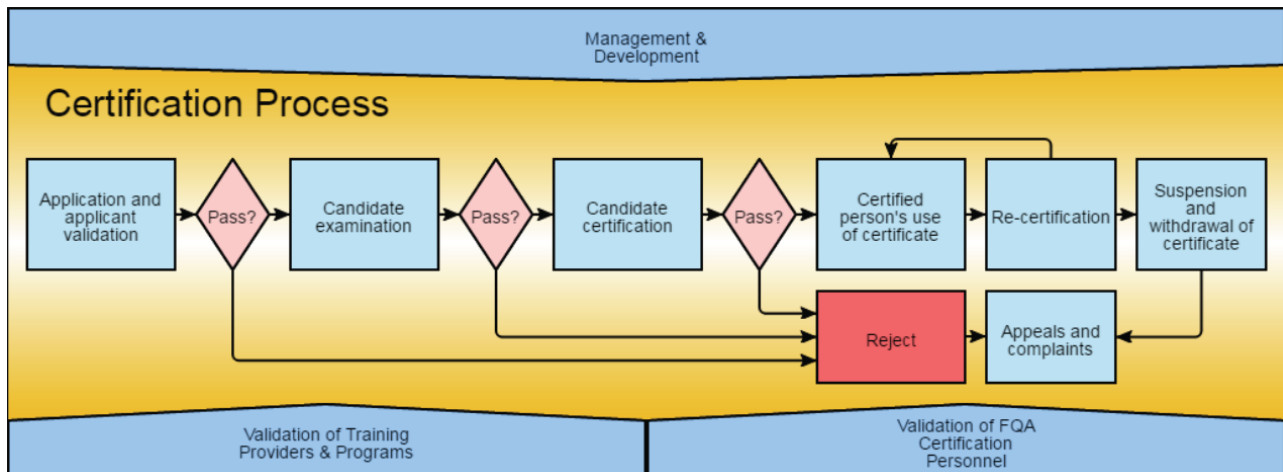 Management &
Development
Certification Process
Application and
applicant
validation
Pass?
Candidate
examination
Pass?
Candidate
certification
Pass?
Certified
person's use
of certificate
Re-certification
Suspension
and
withdrawal of
certificate
Reject
Appeals and
complaints
Validation of Training
Providers & Programs
Validation of FQA
Certification
Personnel